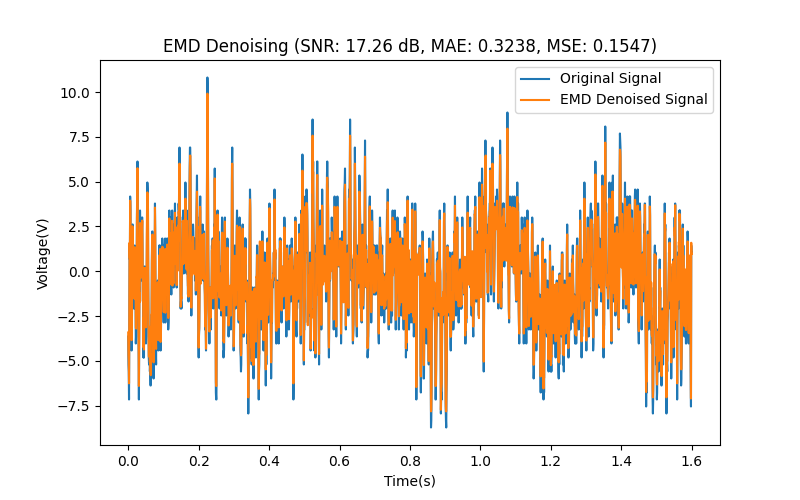 EMD Denoising (SNR: 17.26 dB, MAE: 0.3238, MSE: 0.1547)
Original Signal
EMD Denoised Signal
10.0
7.5
5.0
2.5
0.0
−2.5
−5.0
−7.5
Voltage(V)
0.0 0.2 0.4 0.6 0.8 1.0 1.2 1.4 1.6
Time(s)